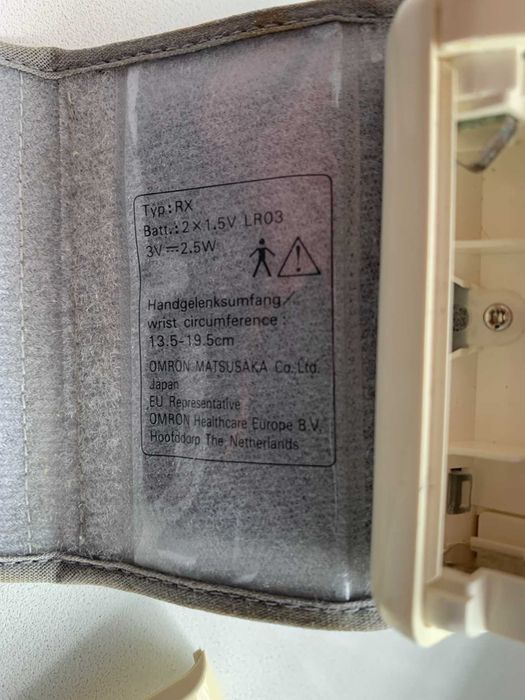 Typ.: RX
Batt.: 2 × 1.5V LR03
3V ⎓ 2.5W
Handgelenksumfang/
wrist circumference :
13.5-19.5cm
OMRON MATSUSAKA Co. Ltd.
Japan
EU Representative
OMRON Healthcare Europe B.V.
Hoofddorp The Netherlands